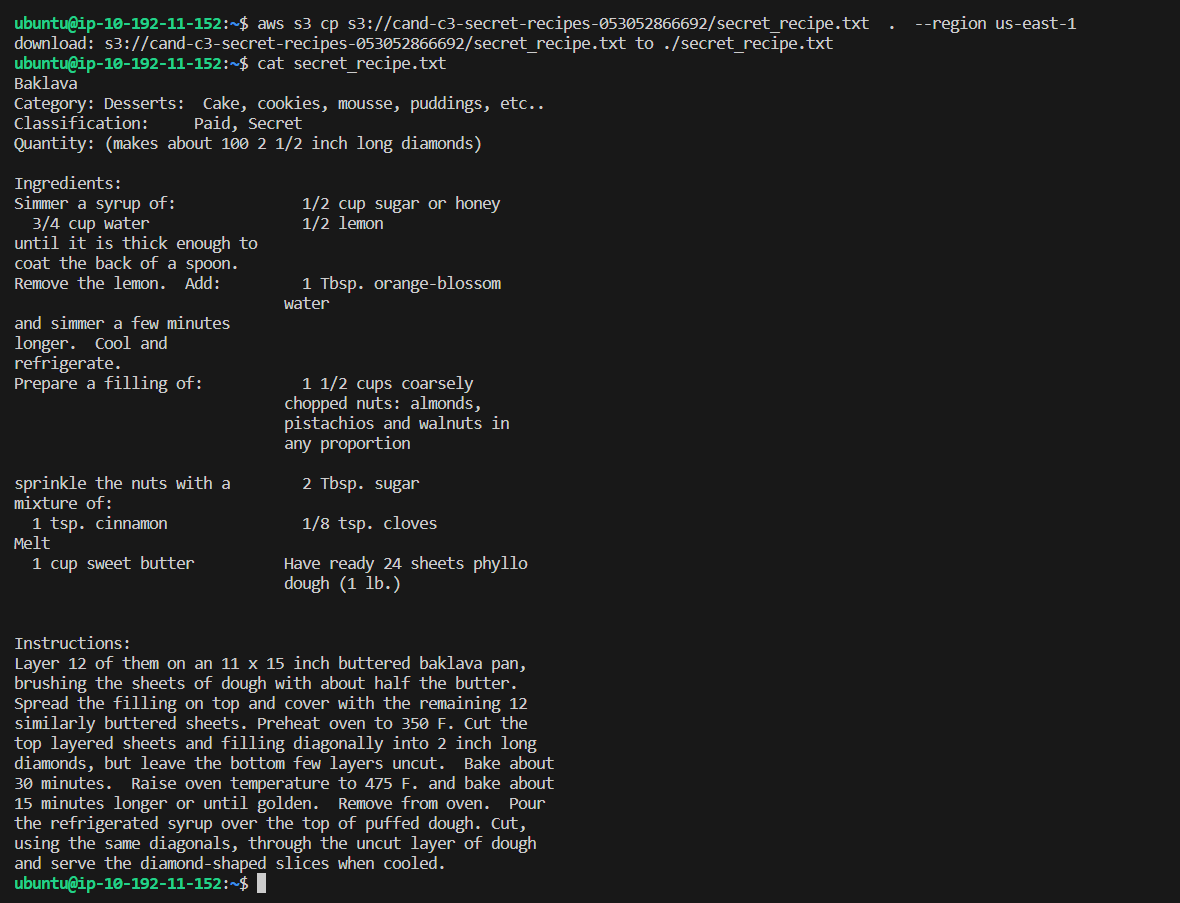 ubuntu@ip-10-192-11-152:~$ aws s3 cp s3://cand-c3-secret-recipes-053052866692/secret_recipe.txt  .  --region us-east-1
download: s3://cand-c3-secret-recipes-053052866692/secret_recipe.txt to ./secret_recipe.txt
ubuntu@ip-10-192-11-152:~$ cat secret_recipe.txt
Baklava
Category: Desserts:  Cake, cookies, mousse, puddings, etc..
Classification:     Paid, Secret
Quantity: (makes about 100 2 1/2 inch long diamonds)

Ingredients:
Simmer a syrup of:              1/2 cup sugar or honey
  3/4 cup water                 1/2 lemon
until it is thick enough to
coat the back of a spoon.
Remove the lemon.  Add:         1 Tbsp. orange-blossom
                              water
and simmer a few minutes
longer.  Cool and
refrigerate.
Prepare a filling of:           1 1/2 cups coarsely
                              chopped nuts: almonds,
                              pistachios and walnuts in
                              any proportion

sprinkle the nuts with a        2 Tbsp. sugar
mixture of:
  1 tsp. cinnamon               1/8 tsp. cloves
Melt
  1 cup sweet butter          Have ready 24 sheets phyllo
                              dough (1 lb.)

Instructions:
Layer 12 of them on an 11 x 15 inch buttered baklava pan,
brushing the sheets of dough with about half the butter.
Spread the filling on top and cover with the remaining 12
similarly buttered sheets. Preheat oven to 350 F. Cut the
top layered sheets and filling diagonally into 2 inch long
diamonds, but leave the bottom few layers uncut.  Bake about
30 minutes.  Raise oven temperature to 475 F. and bake about
15 minutes longer or until golden.  Remove from oven.  Pour
the refrigerated syrup over the top of puffed dough. Cut,
using the same diagonals, through the uncut layer of dough
and serve the diamond-shaped slices when cooled.
ubuntu@ip-10-192-11-152:~$